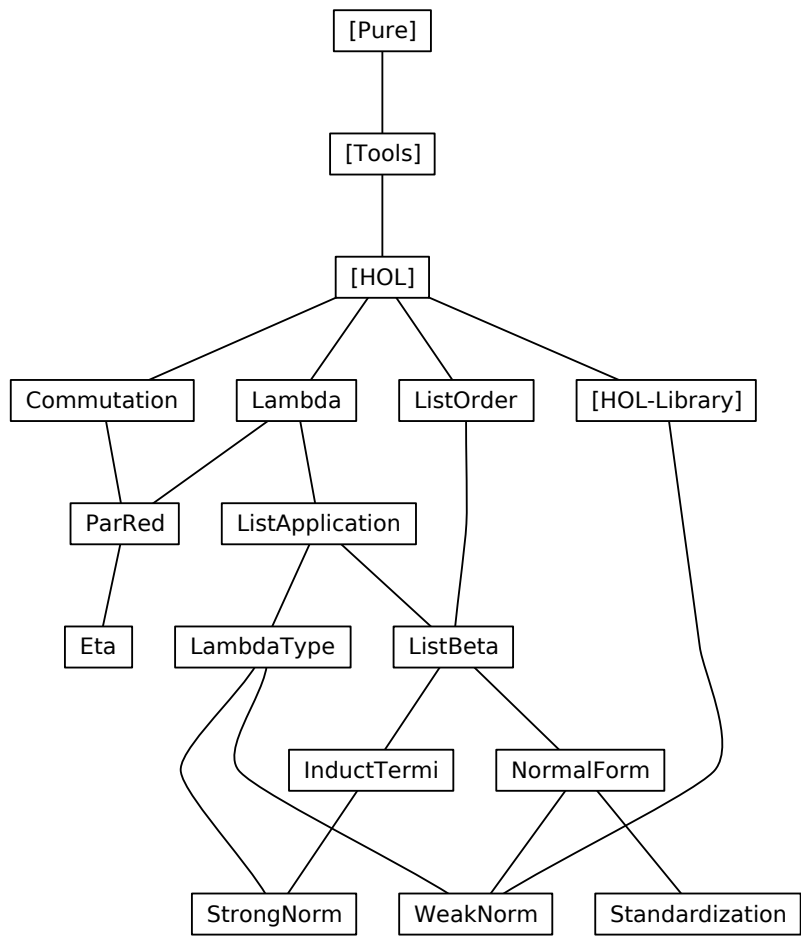 [Pure]
[Tools]
[HOL]
Commutation
Lambda
ListOrder
[HOL-Library]
ParRed
ListApplication
Eta
LambdaType
ListBeta
InductTermi
NormalForm
StrongNorm
WeakNorm
Standardization